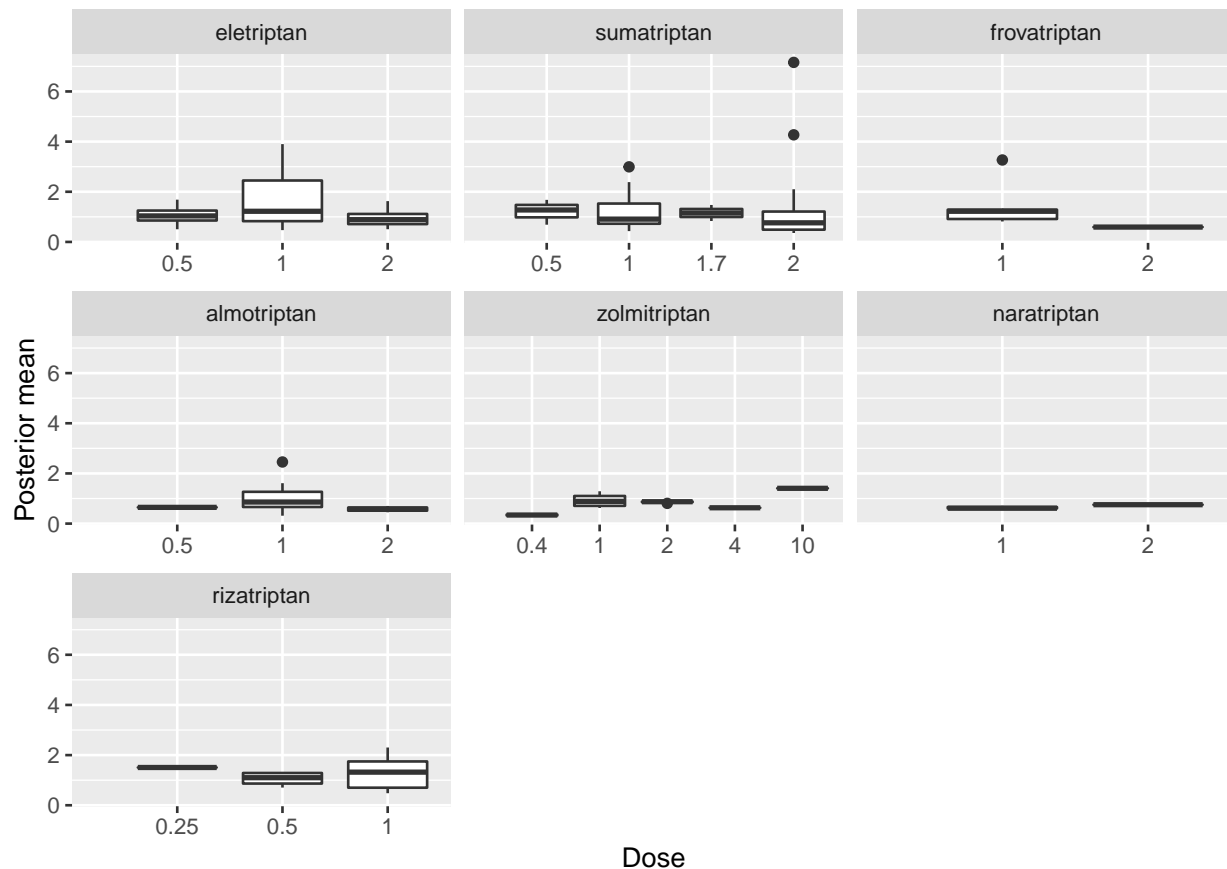 eletriptan sumatriptan frovatriptan
6
4
2
0
0.5 1 2 0.5 1 1.7 2 1 2
almotriptan zolmitriptan naratriptan
6
4
2
0
0.5 1 2 0.4 1 2 4 10 1 2
rizatriptan
6
4
2
0
0.25 0.5 1
Posterior mean
Dose